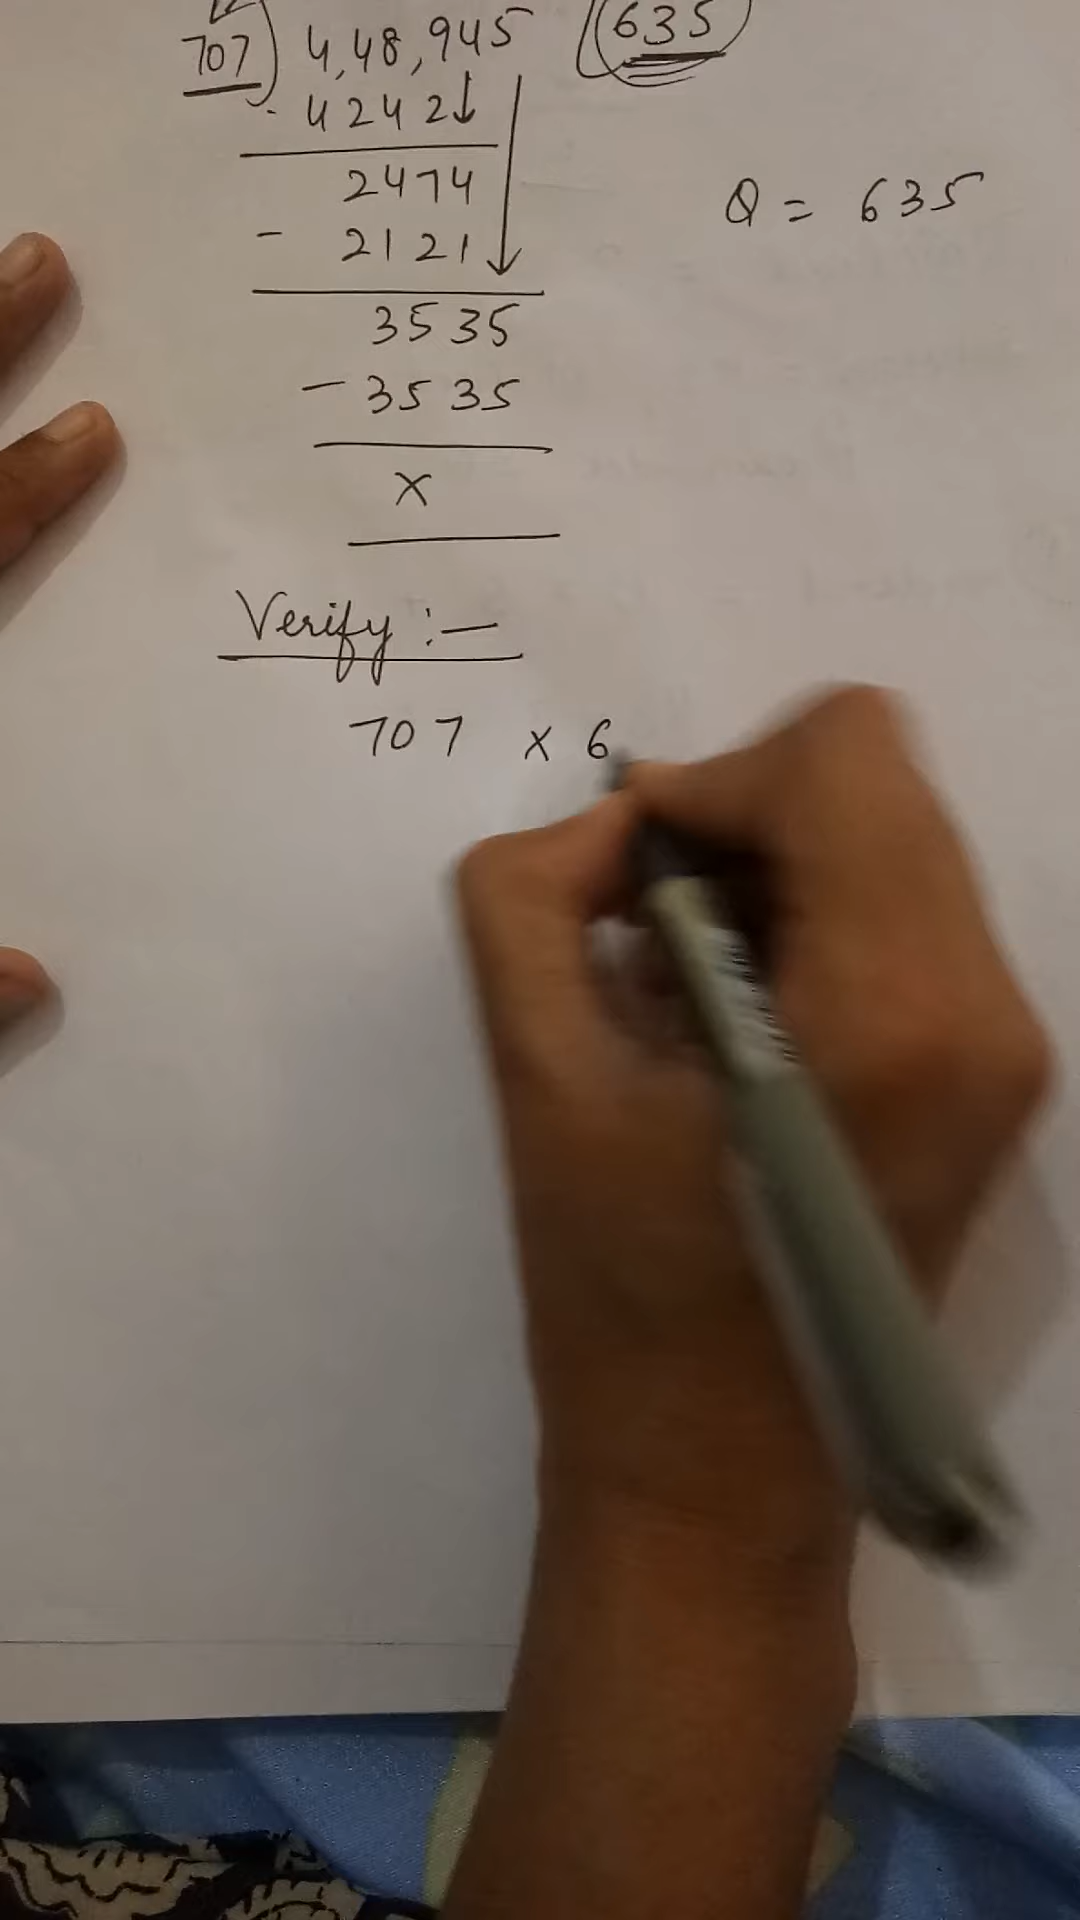 707) 4,48,945 (635
- 4242↓
2474
Q = 635
- 2121
3535
- 3535
x
Verify :-
707 x 6